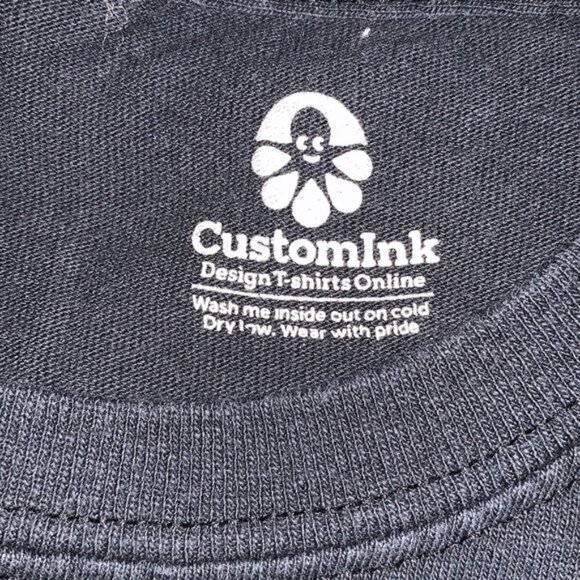 CustomInk
Design T-shirts Online
Wash me inside out on cold
Dry low. Wear with pride